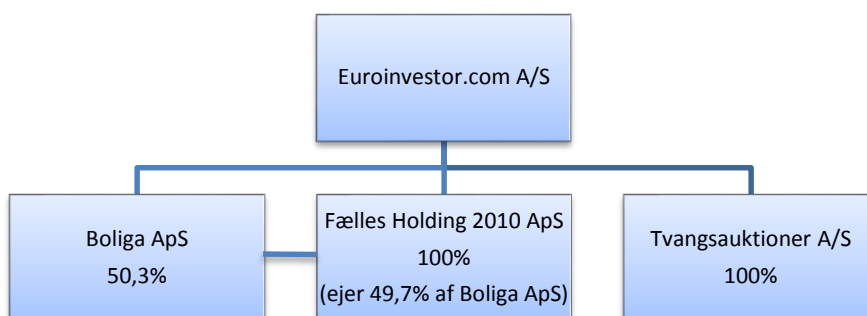 Euroinvestor.com A/S
Boliga ApS
50,3%
Fælles Holding 2010 ApS
100%
(ejer 49,7% af Boliga ApS)
Tvangsauktioner A/S
100%